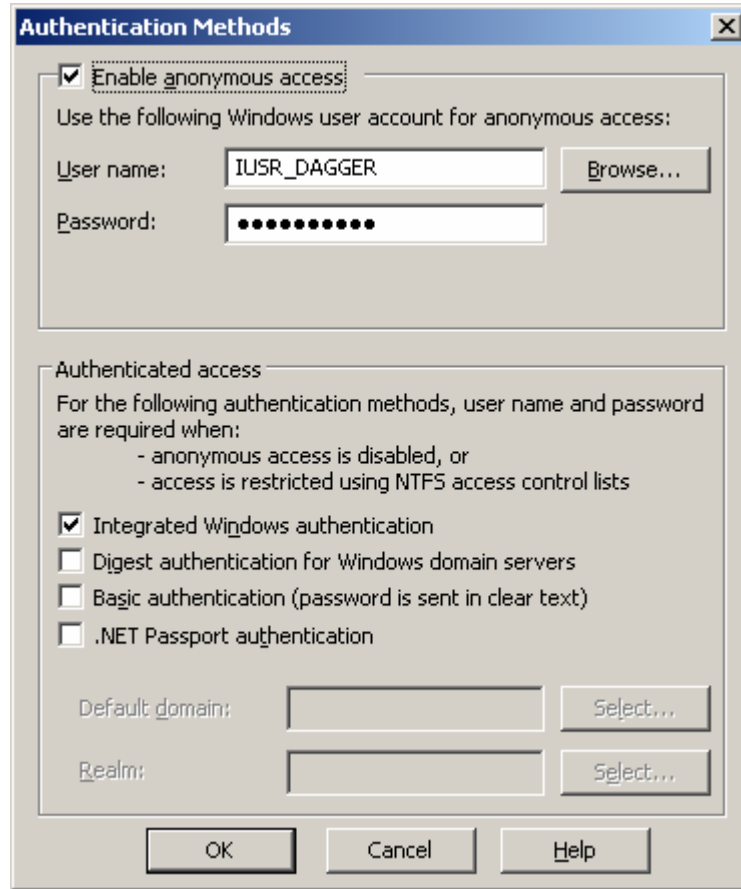 Authentication Methods
Enable anonymous access
Use the following Windows user account for anonymous access:
User name: IUSR_DAGGER Browse...
Password: ●●●●●●●●●●
Authenticated access
For the following authentication methods, user name and password
are required when:
- anonymous access is disabled, or
- access is restricted using NTFS access control lists
Integrated Windows authentication
Digest authentication for Windows domain servers
Basic authentication (password is sent in clear text)
.NET Passport authentication
Default domain: Select...
Realm: Select...
OK Cancel Help